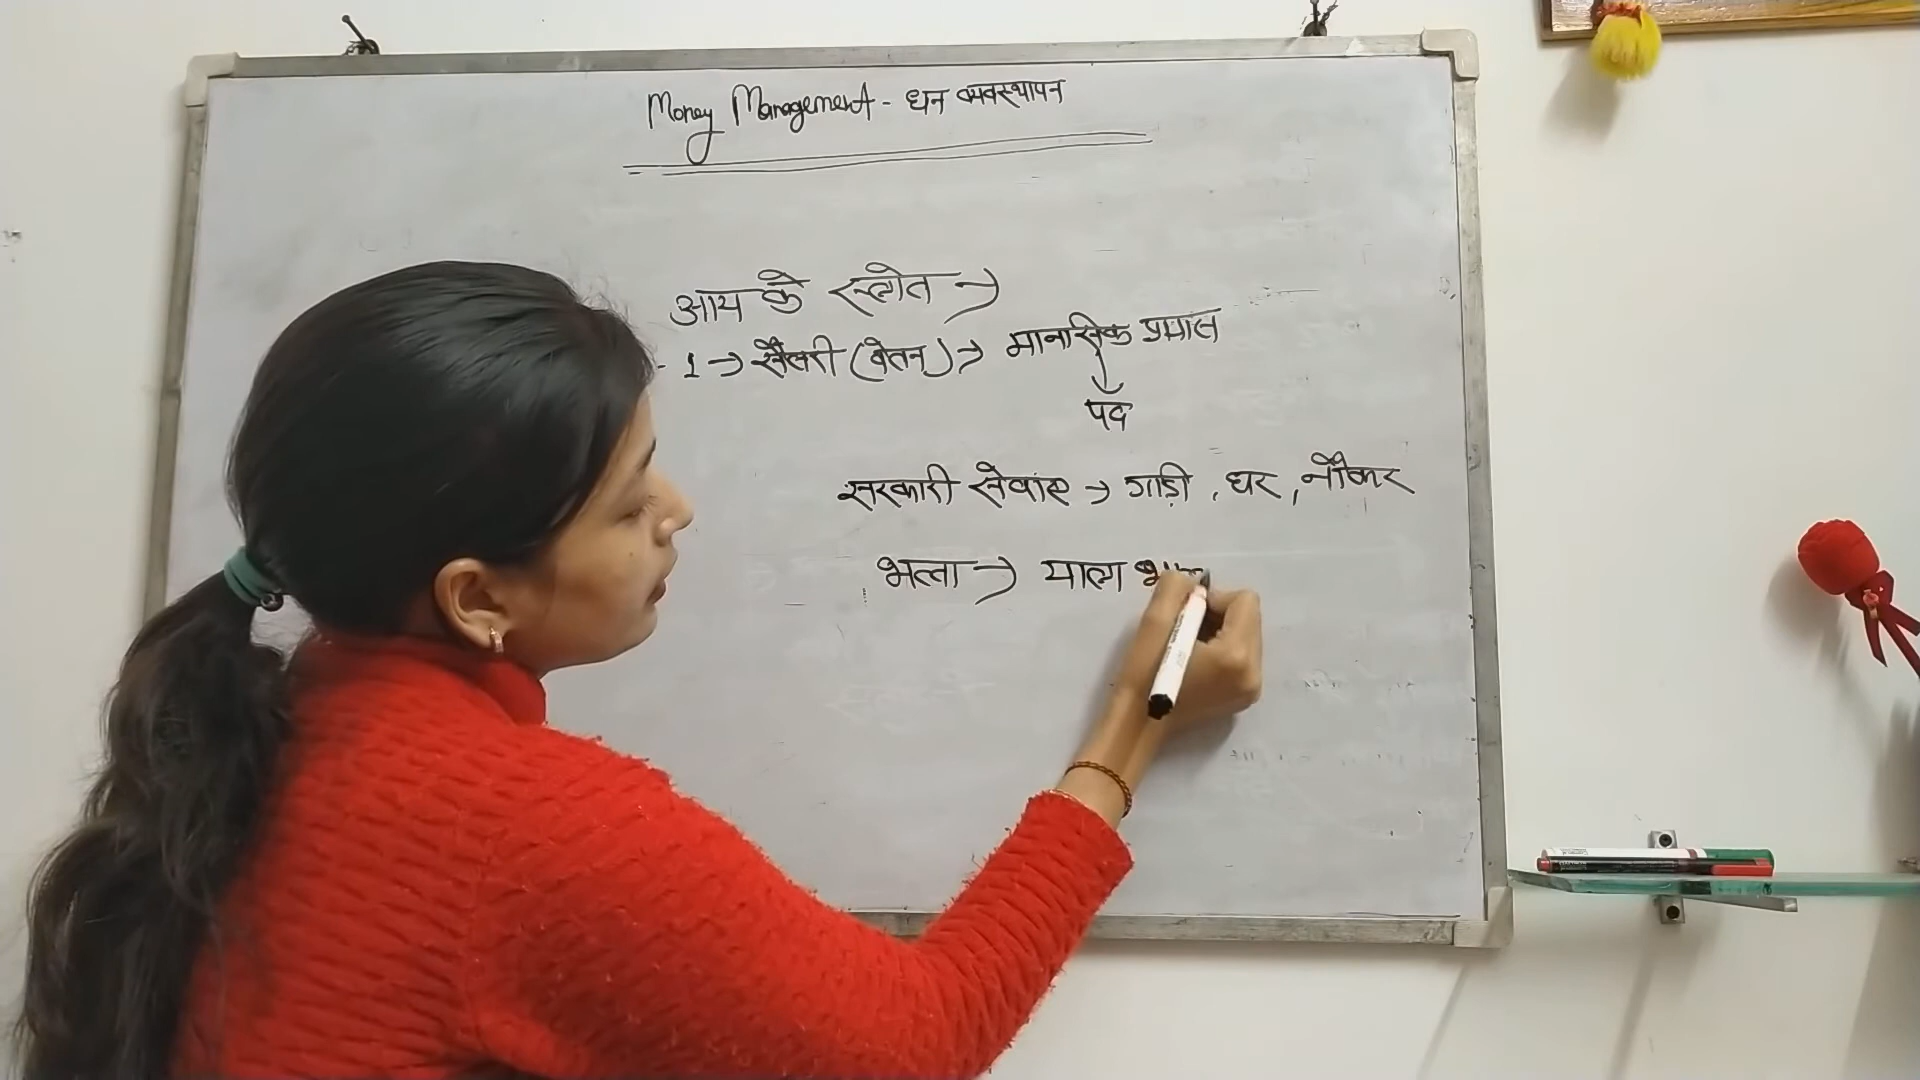 Money Management - धन व्यवस्थापन
आय के स्त्रोत →
1 → सैलरी (वेतन) → मानसिक प्रयास
↓
पद
सरकारी सेवाए → गाड़ी, घर, नौकर
भत्ता → यात्रा